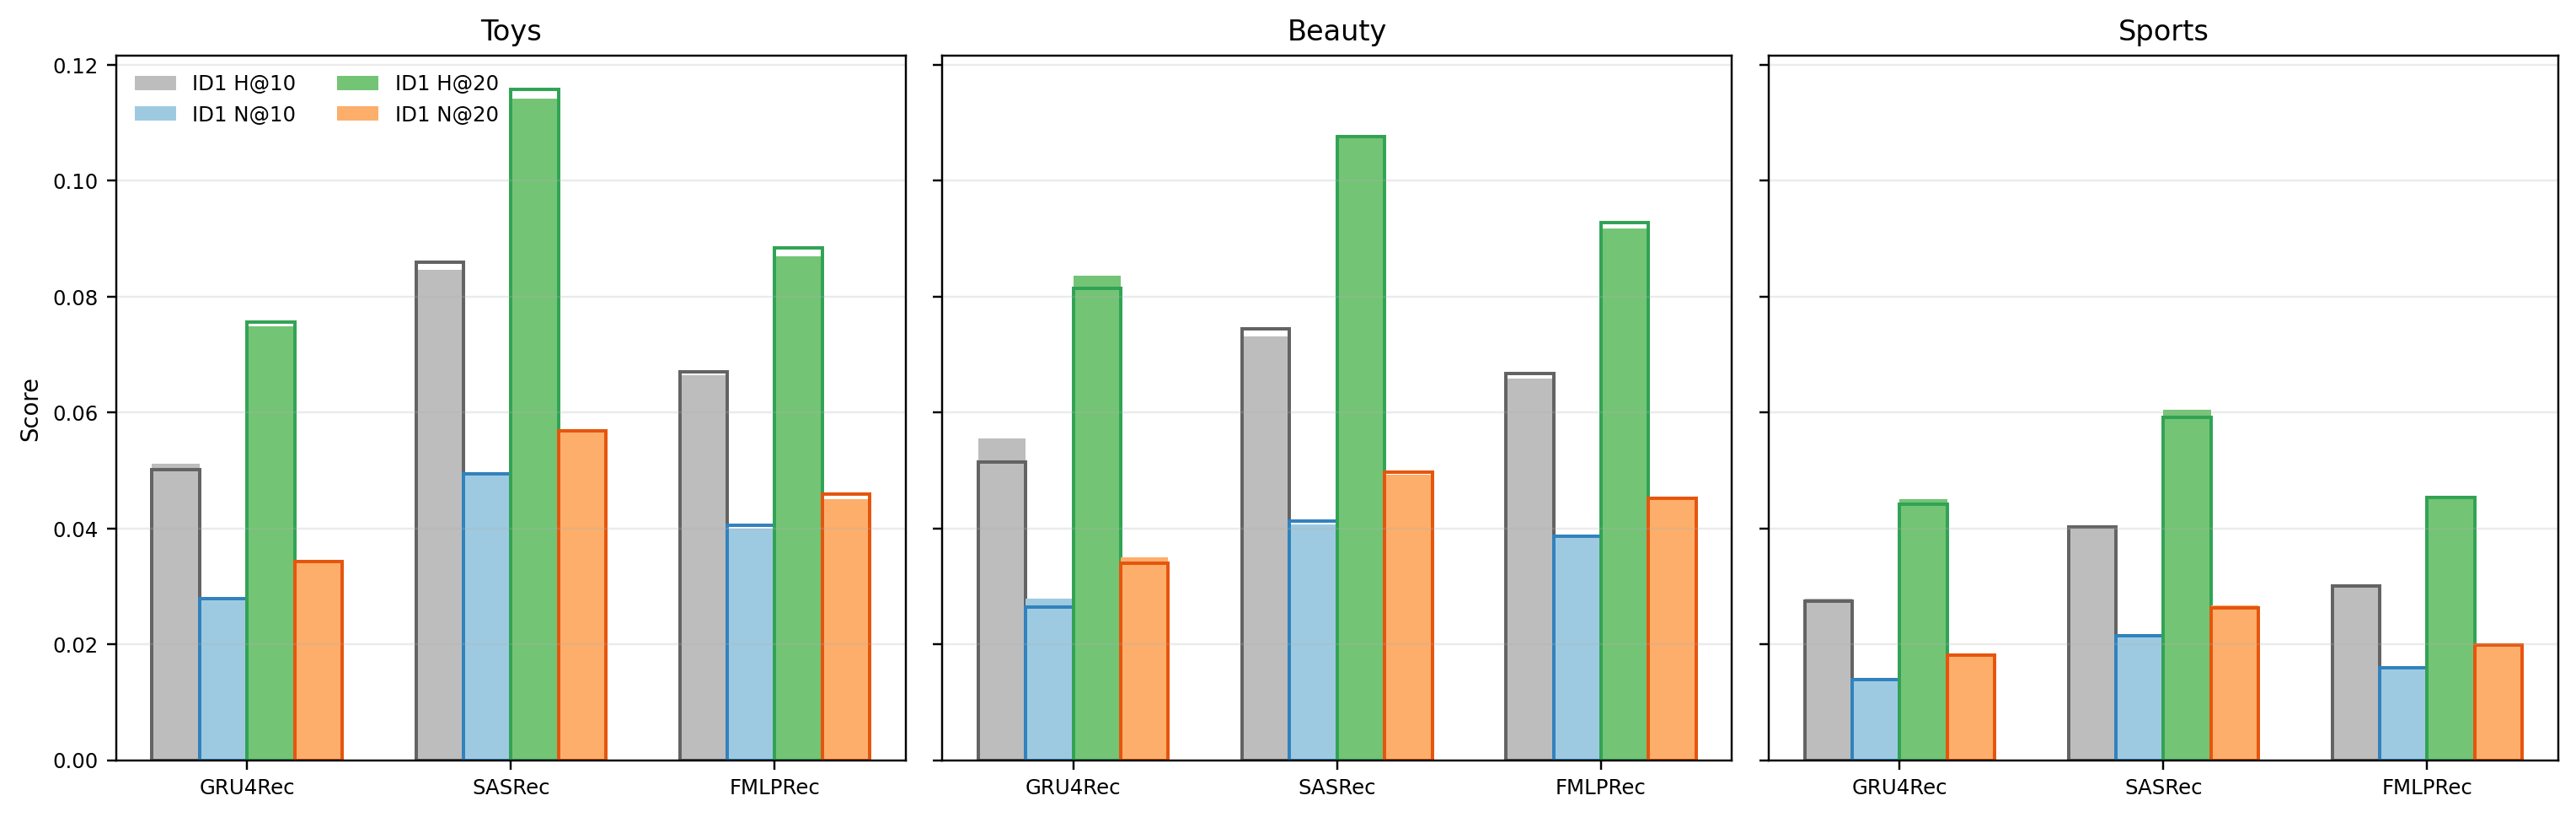 Toys
Beauty
Sports
ID1 H@10
ID1 N@10
ID1 H@20
ID1 N@20
Score
0.12
0.10
0.08
0.06
0.04
0.02
0.00
GRU4Rec
SASRec
FMLPRec
GRU4Rec
SASRec
FMLPRec
GRU4Rec
SASRec
FMLPRec